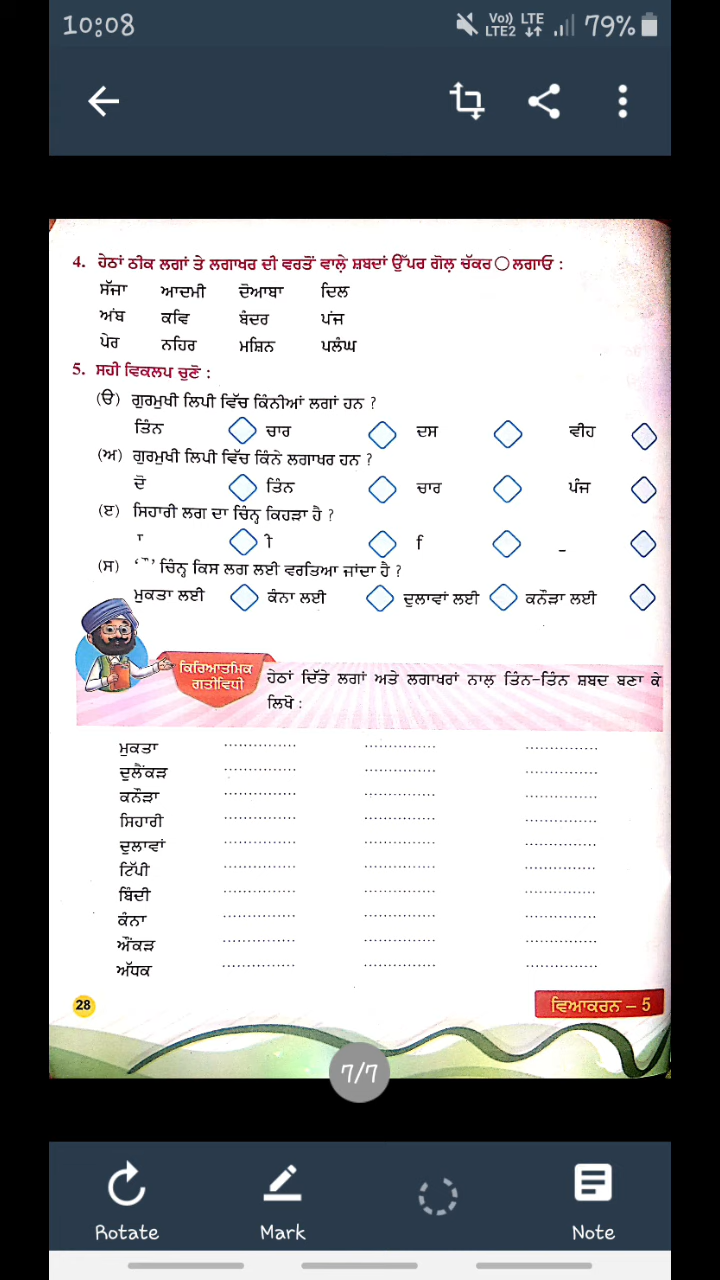 10:08 Vo)) LTE LTE2 79%
4. ਹੇਠਾਂ ਠੀਕ ਲਗਾਂ ਤੇ ਲਗਾਖਰ ਦੀ ਵਰਤੋਂ ਵਾਲ਼ੇ ਸ਼ਬਦਾਂ ਉੱਪਰ ਗੋਲ਼ ਚੱਕਰ ○ ਲਗਾਓ :
ਸੱਜਾ ਆਦਮੀ ਦੋਆਬਾ ਦਿਲ
ਅਾਂਬ ਕਵਿ ਬੰਦਰ ਪਾਂਜ
ਪੇਰ ਨਹਿਰ ਮਸ਼ਿਨ ਪਲੰਘ
5. ਸਹੀ ਵਿਕਲਪ ਚੁਣੋ :
(ੳ) ਗੁਰਮੁਖੀ ਲਿਪੀ ਵਿੱਚ ਕਿੰਨੀਆਂ ਲਗਾਂ ਹਨ ?
ਤਿੰਨ ਚਾਰ ਦਸ ਵੀਹ
(ਅ) ਗੁਰਮੁਖੀ ਲਿਪੀ ਵਿੱਚ ਕਿੰਨੇ ਲਗਾਖਰ ਹਨ ?
ਦੋ ਤਿੰਨ ਚਾਰ ਪੰਜ
(ੲ) ਸਿਹਾਰੀ ਲਗ ਦਾ ਚਿੰਨ੍ਹ ਕਿਹੜਾ ਹੈ ?
ਾ ੀ ਿ _
(ਸ) ‘ ੌ ’ ਚਿੰਨ੍ਹ ਕਿਸ ਲਗ ਲਈ ਵਰਤਿਆ ਜਾਂਦਾ ਹੈ ?
ਮੁਕਤਾ ਲਈ ਕੰਨਾ ਲਈ ਦੁਲਾਵਾਂ ਲਈ ਕਨੌੜਾ ਲਈ
ਕਿਰਿਆਤਮਿਕ
ਗਤੀਵਿਧੀ
ਹੇਠਾਂ ਦਿੱਤੇ ਲਗਾਂ ਅਤੇ ਲਗਾਖਰਾਂ ਨਾਲ਼ ਤਿੰਨ-ਤਿੰਨ ਸ਼ਬਦ ਬਣਾ ਕੇ
ਲਿਖੋ :
ਮੁਕਤਾ .............. .............. ..............
ਦੁਲੈਂਕੜ .............. .............. ..............
ਕਨੌੜਾ .............. .............. ..............
ਸਿਹਾਰੀ .............. .............. ..............
ਦੁਲਾਵਾਂ .............. .............. ..............
ਟਿੱਪੀ .............. .............. ..............
ਬਿੰਦੀ .............. .............. ..............
ਕੰਨਾ .............. .............. ..............
ਔਂਕੜ .............. .............. ..............
ਅੱਧਕ .............. .............. ..............
28 ਵਿਆਕਰਨ – 5
7/7
Rotate Mark Note